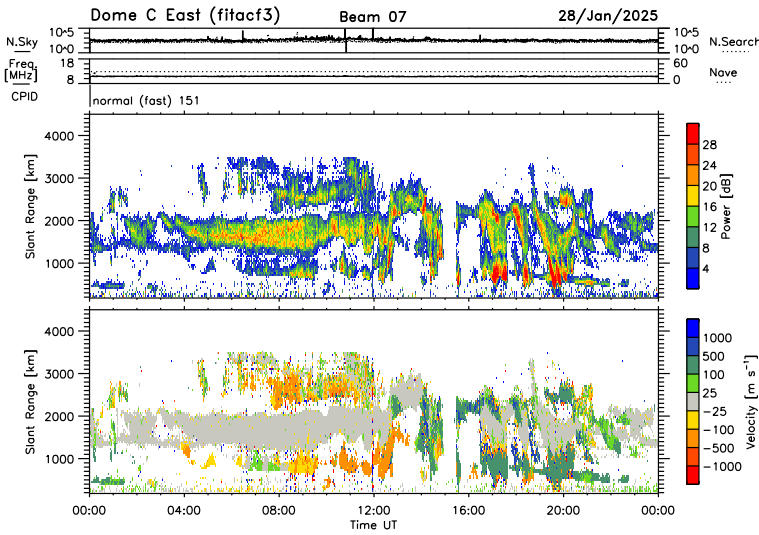 Dome C East (fitacf3) Beam 07 28/Jan/2025
N.Sky 10^5 10^0 10^5 10^0 N.Search
Freq. [MHz] 18 8 60 0 Nave
CPID normal (fast) 151
Slant Range [km] 4000 3000 2000 1000
Power [dB] 28 24 20 16 12 8 4
Slant Range [km] 4000 3000 2000 1000
Velocity [m s⁻¹] 1000 500 100 25 −25 −100 −500 −1000
00:00 04:00 08:00 12:00 16:00 20:00 00:00
Time UT